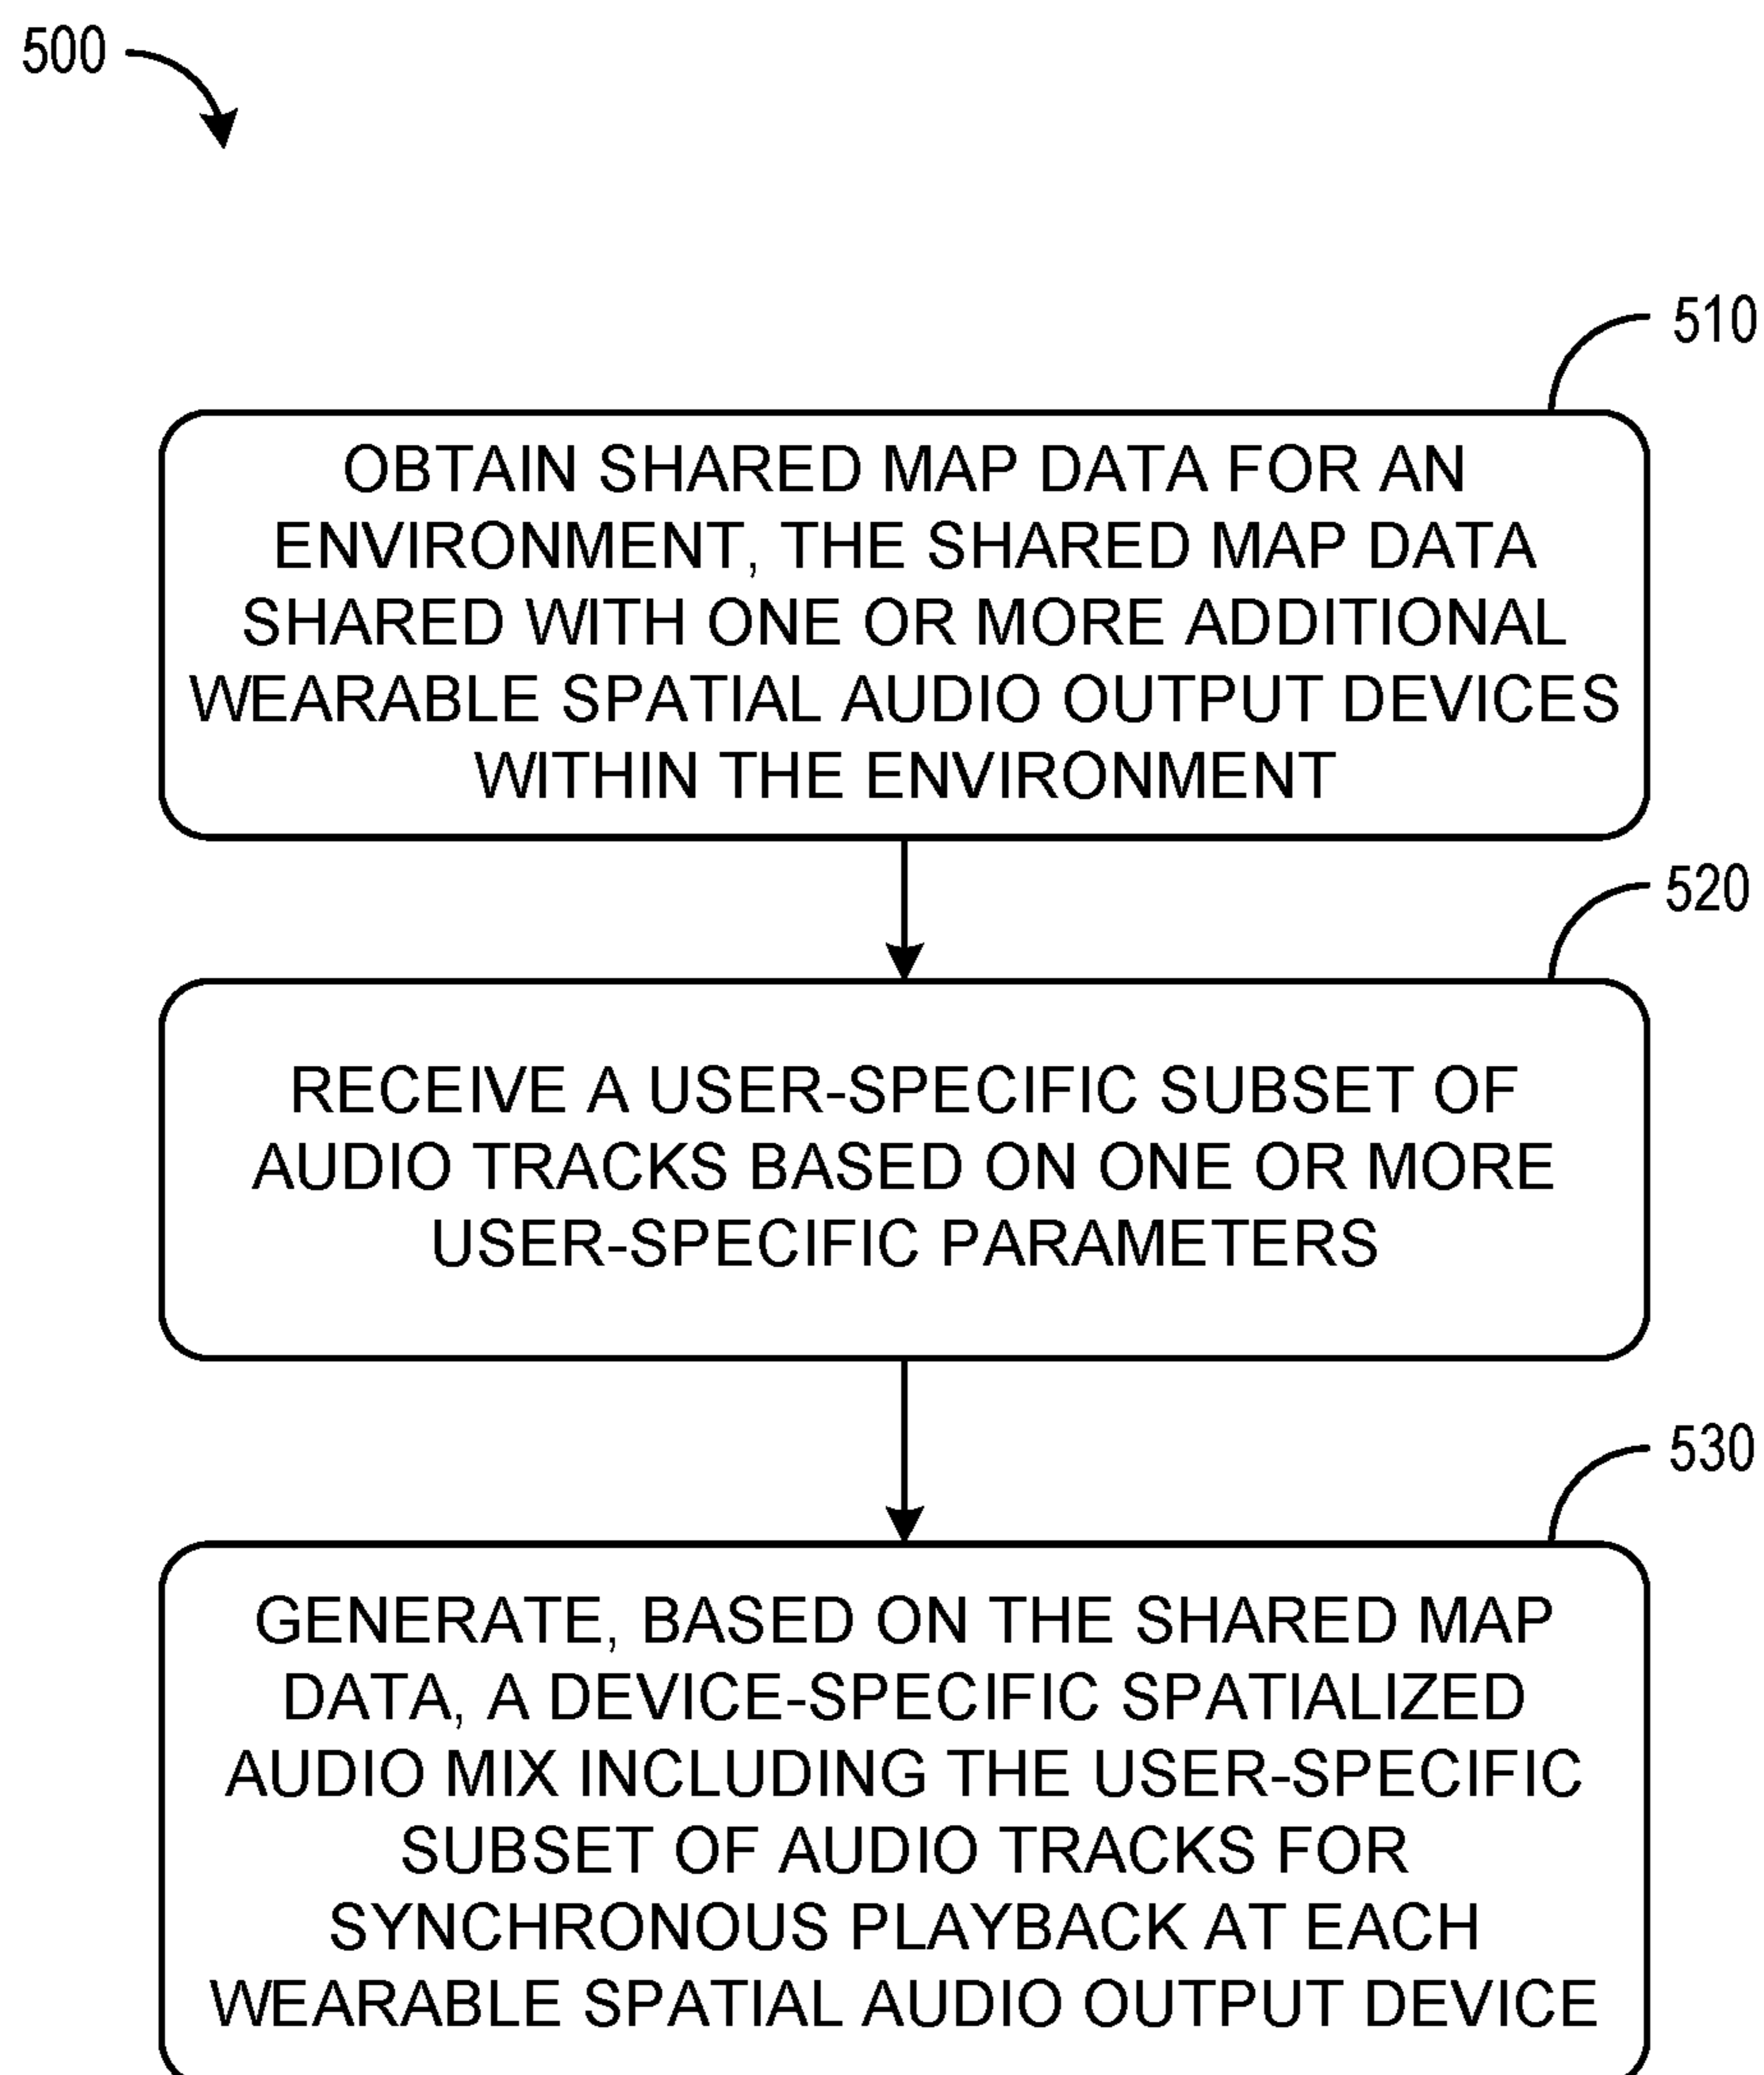 500
510
OBTAIN SHARED MAP DATA FOR AN
ENVIRONMENT, THE SHARED MAP DATA
SHARED WITH ONE OR MORE ADDITIONAL
WEARABLE SPATIAL AUDIO OUTPUT DEVICES
WITHIN THE ENVIRONMENT
520
RECEIVE A USER-SPECIFIC SUBSET OF
AUDIO TRACKS BASED ON ONE OR MORE
USER-SPECIFIC PARAMETERS
530
GENERATE, BASED ON THE SHARED MAP
DATA, A DEVICE-SPECIFIC SPATIALIZED
AUDIO MIX INCLUDING THE USER-SPECIFIC
SUBSET OF AUDIO TRACKS FOR
SYNCHRONOUS PLAYBACK AT EACH
WEARABLE SPATIAL AUDIO OUTPUT DEVICE